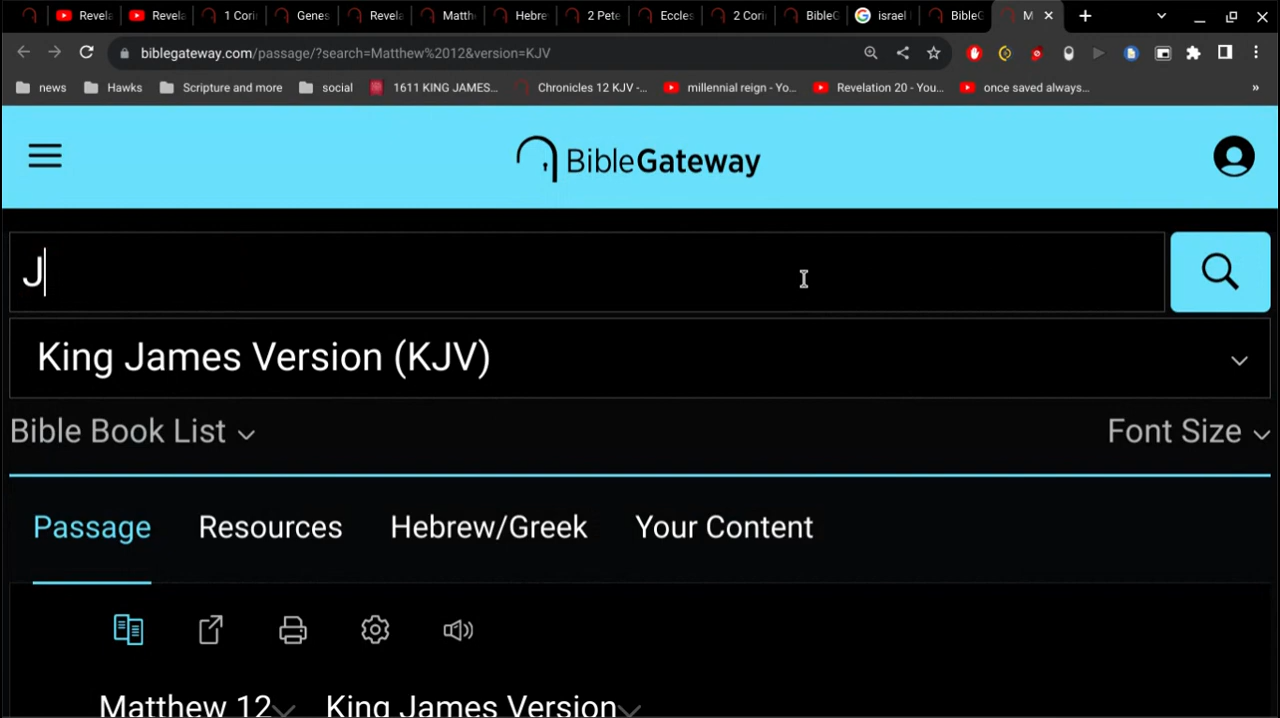 Revela Revela 1 Cori Genes Revela Matth Hebre 2 Pete Eccles 2 Cori BibleG israel BibleG M
biblegateway.com/passage/?search=Matthew%2012&version=KJV
news Hawks Scripture and more social 1611 KING JAMES... Chronicles 12 KJV -... millennial reign - Yo... Revelation 20 - You... once saved always... »
BibleGateway
J
King James Version (KJV)
Bible Book List Font Size
Passage Resources Hebrew/Greek Your Content
Matthew 12 King James Version